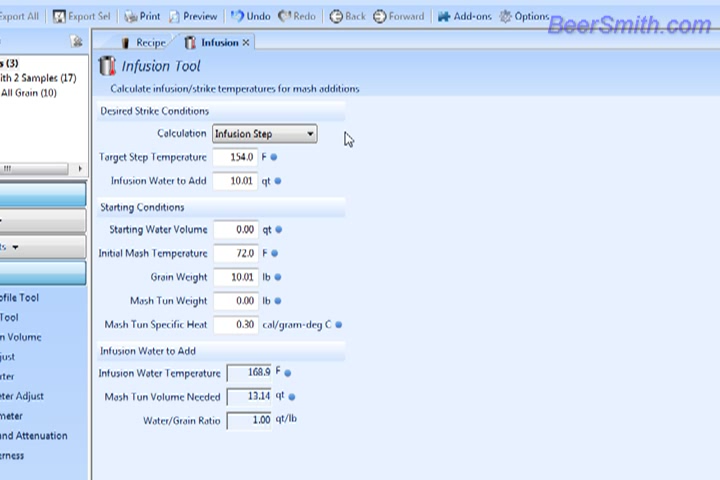 Export All Export Sel Print Preview Undo Redo Back Forward Add-ons Options
BeerSmith.com
Recipe Infusion
s (3)
ith 2 Samples (17)
All Grain (10)
Infusion Tool
Calculate infusion/strike temperatures for mash additions
Desired Strike Conditions
Calculation Infusion Step
Target Step Temperature 154.0 F
Infusion Water to Add 10.01 qt
Starting Conditions
Starting Water Volume 0.00 qt
Initial Mash Temperature 72.0 F
Grain Weight 10.01 lb
Mash Tun Weight 0.00 lb
Mash Tun Specific Heat 0.30 cal/gram-deg C
Infusion Water to Add
Infusion Water Temperature 168.9 F
Mash Tun Volume Needed 13.14 qt
Water/Grain Ratio 1.00 qt/lb
ts
ofile Tool
Tool
n Volume
just
rter
ter Adjust
meter
and Attenuation
erness